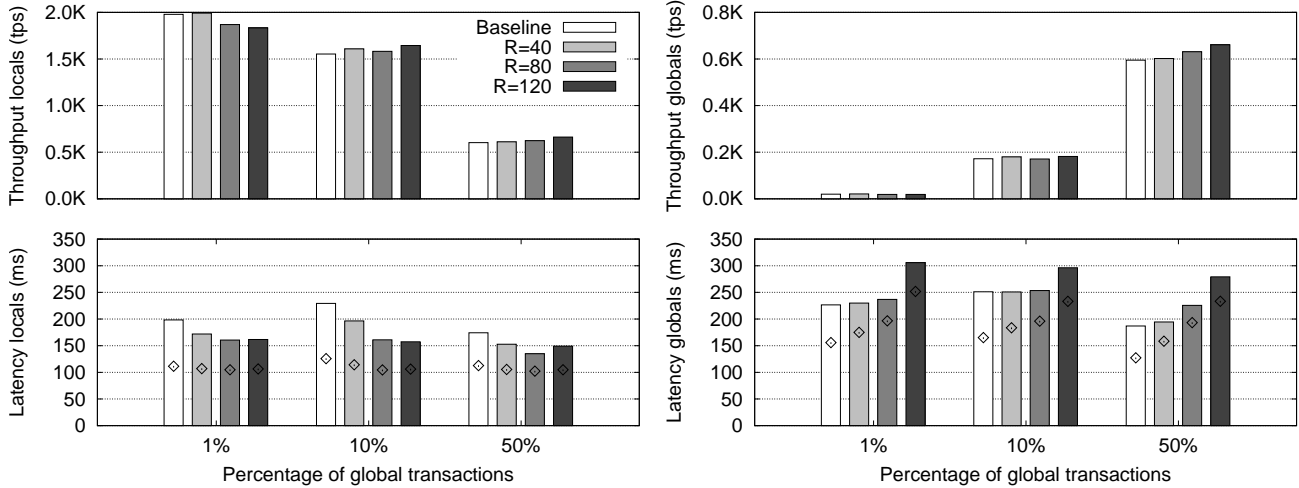 Throughput locals (tps)
2.0K
1.5K
1.0K
0.5K
0.0K
Baseline
R=40
R=80
R=120
Throughput globals (tps)
0.8K
0.6K
0.4K
0.2K
0.0K
Latency locals (ms)
350
300
250
200
150
100
50
0
1% 10% 50%
Percentage of global transactions
Latency globals (ms)
350
300
250
200
150
100
50
0
1% 10% 50%
Percentage of global transactions